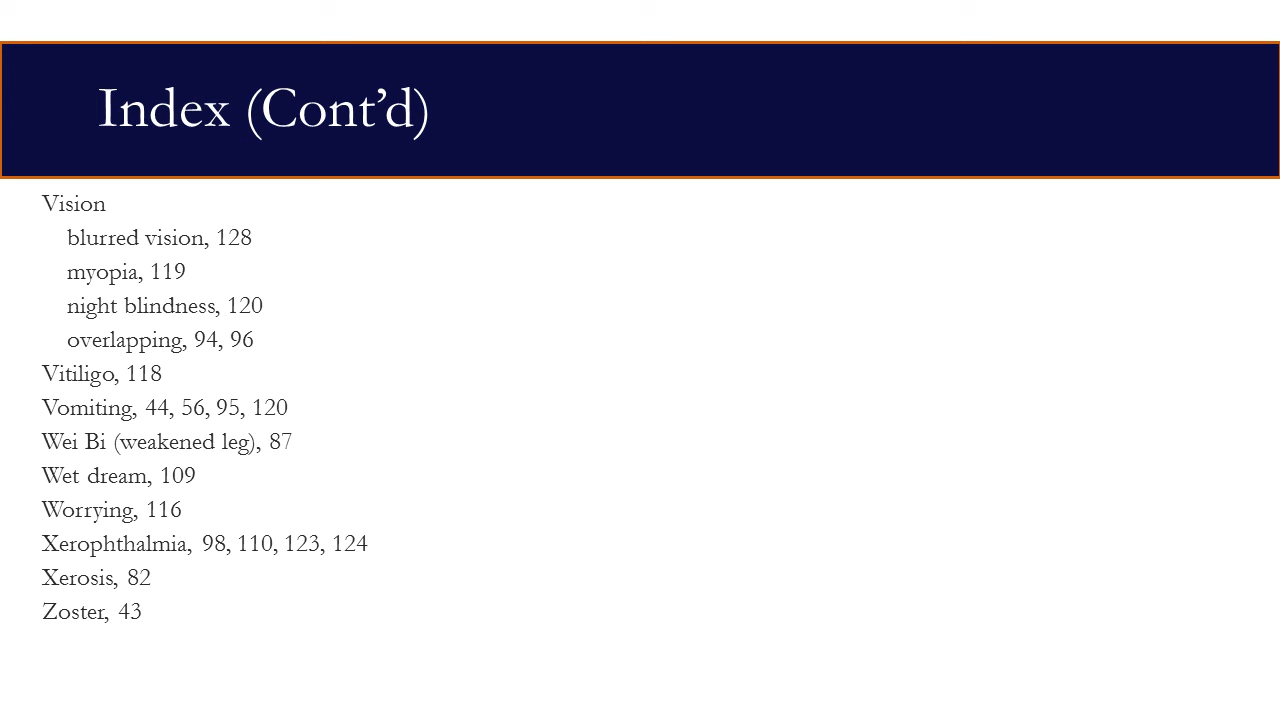 Index (Cont’d)
Vision
blurred vision, 128
myopia, 119
night blindness, 120
overlapping, 94, 96
Vitiligo, 118
Vomiting, 44, 56, 95, 120
Wei Bi (weakened leg), 87
Wet dream, 109
Worrying, 116
Xerophthalmia, 98, 110, 123, 124
Xerosis, 82
Zoster, 43